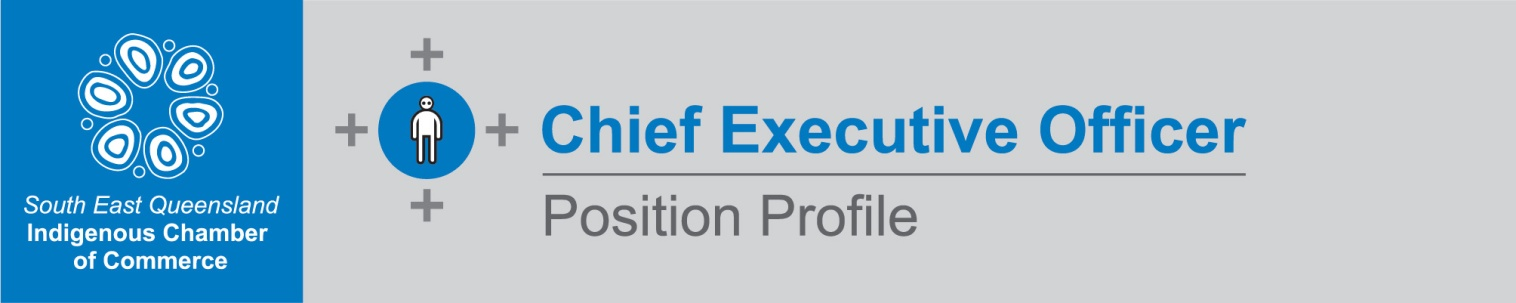 South East Queensland
Indigenous Chamber
of Commerce
Chief Executive Officer
Position Profile